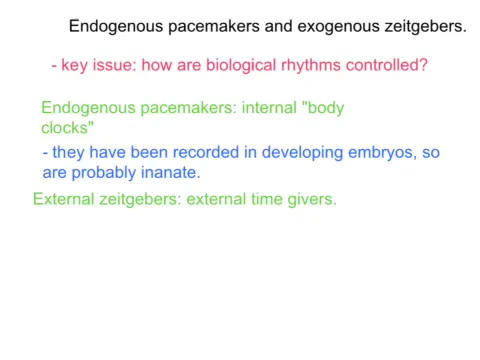 Endogenous pacemakers and exogenous zeitgebers.
- key issue: how are biological rhythms controlled?
Endogenous pacemakers: internal "body
clocks"
- they have been recorded in developing embryos, so
are probably inanate.
External zeitgebers: external time givers.